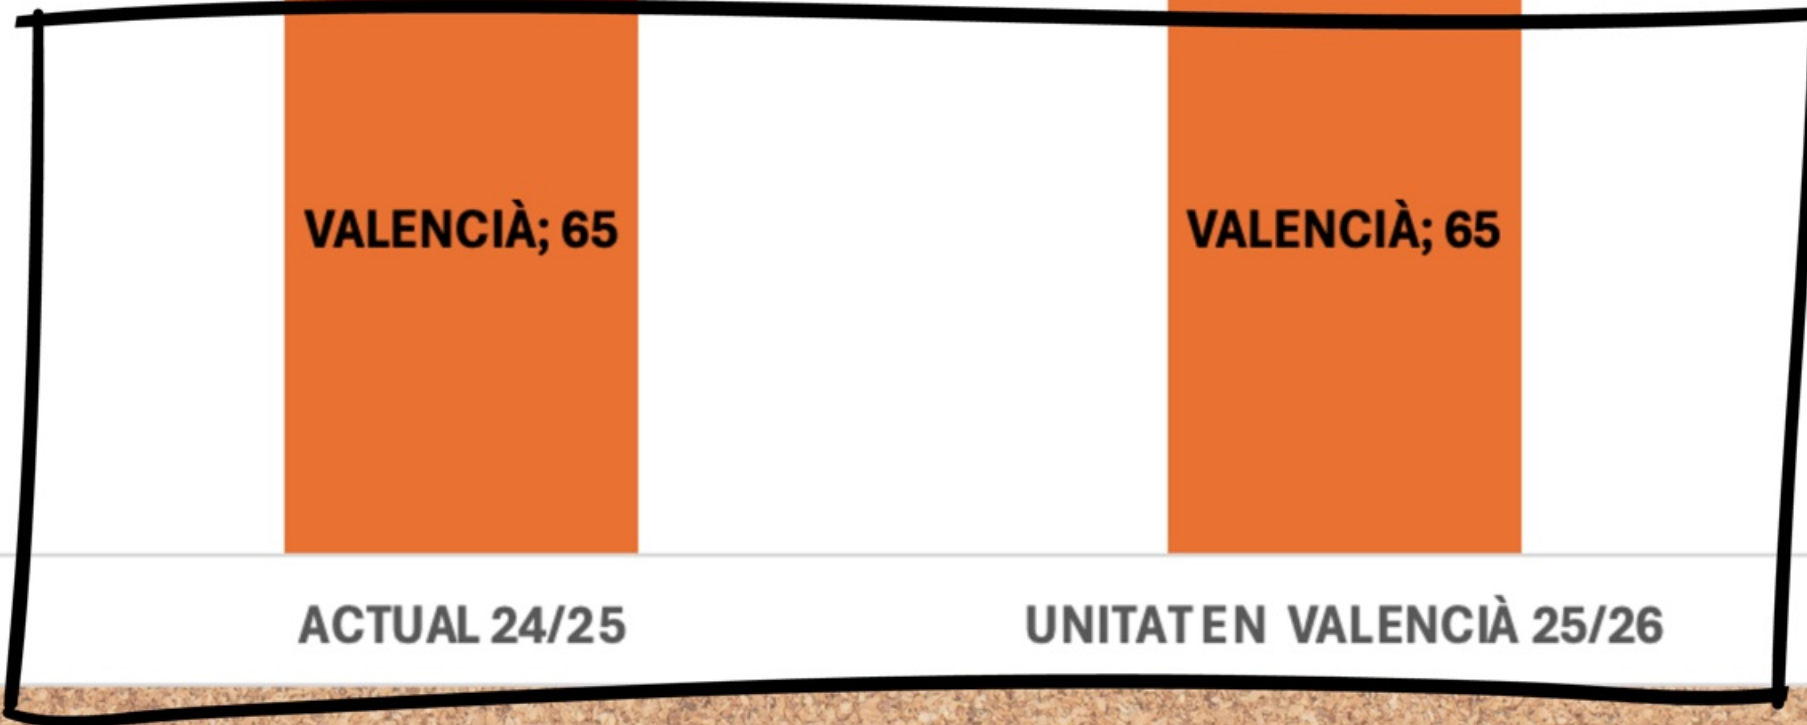 VALENCIÀ; 65 VALENCIÀ; 65
ACTUAL 24/25 UNITAT EN VALENCIÀ 25/26